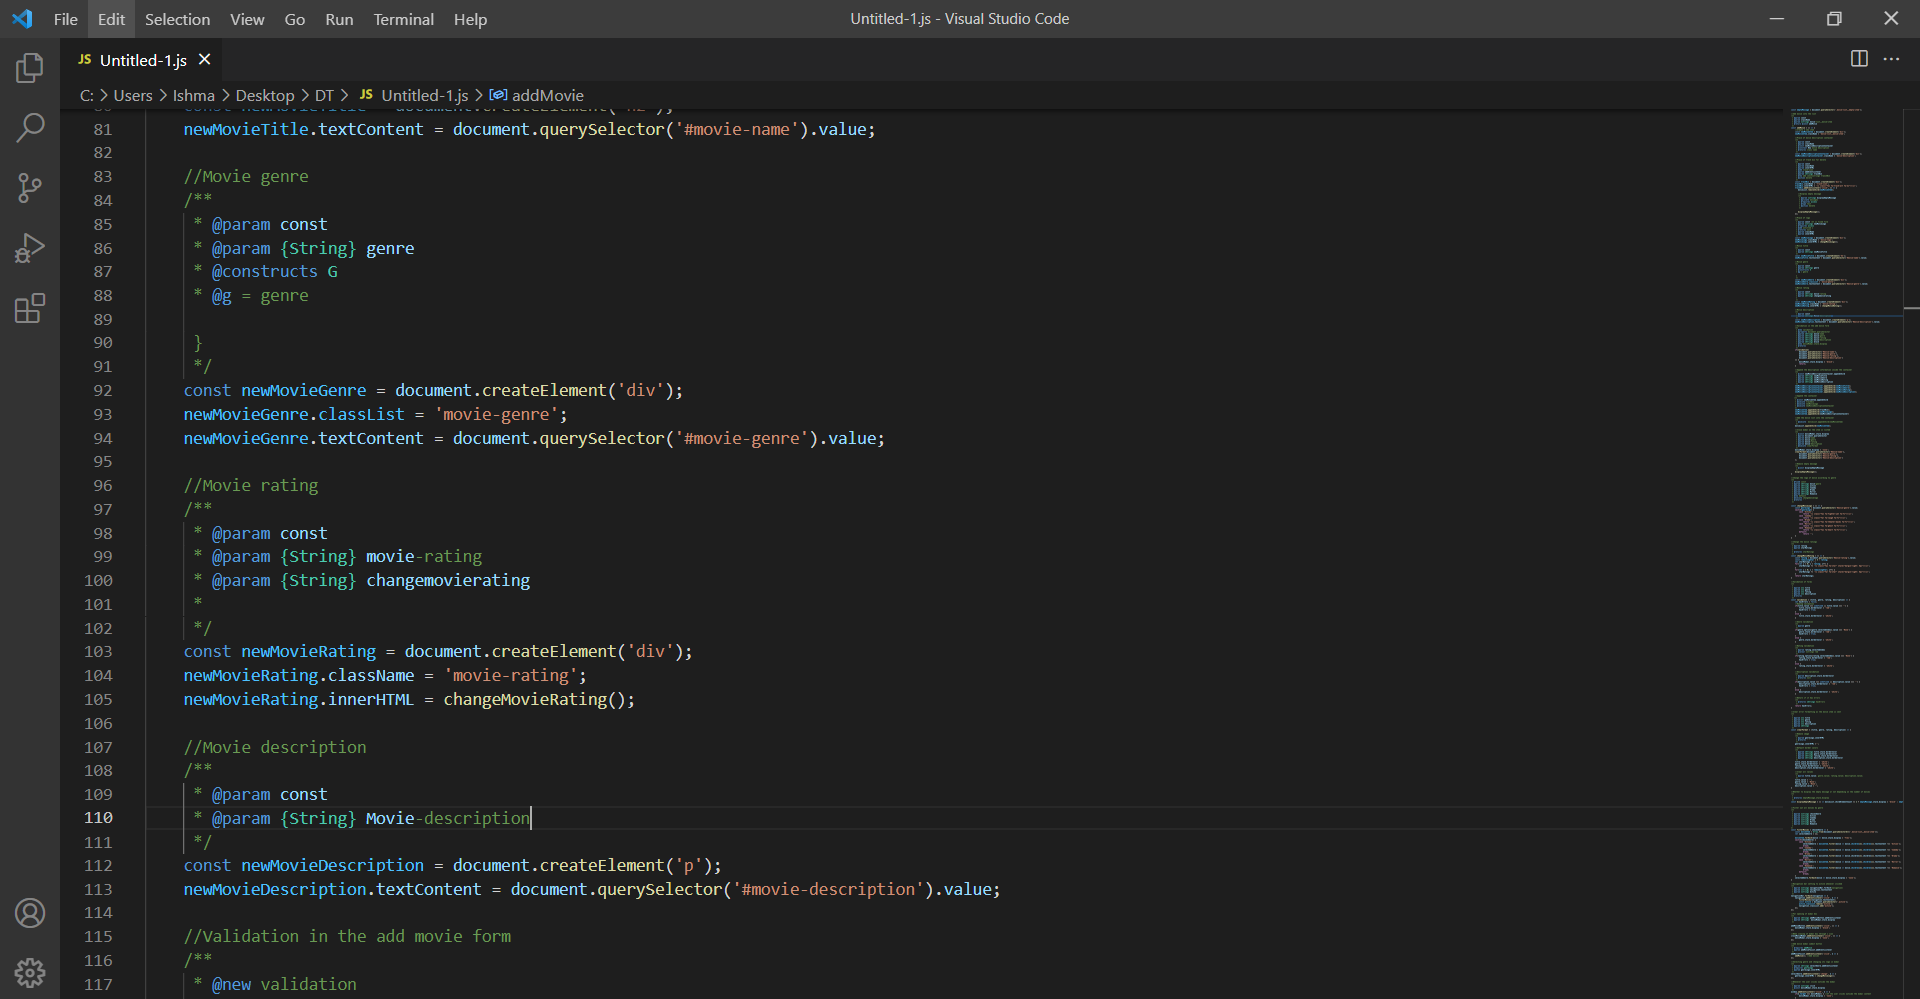 File Edit Selection View Go Run Terminal Help
Untitled-1.js - Visual Studio Code
JS Untitled-1.js
C: > Users > Ishma > Desktop > DT > JS Untitled-1.js > addMovie
81 newMovieTitle.textContent = document.querySelector('#movie-name').value;
82
83 //Movie genre
84 /**
85 * @param const
86 * @param {String} genre
87 * @constructs G
88 * @g = genre
89
90 }
91 */
92 const newMovieGenre = document.createElement('div');
93 newMovieGenre.classList = 'movie-genre';
94 newMovieGenre.textContent = document.querySelector('#movie-genre').value;
95
96 //Movie rating
97 /**
98 * @param const
99 * @param {String} movie-rating
100 * @param {String} changemovierating
101 *
102 */
103 const newMovieRating = document.createElement('div');
104 newMovieRating.className = 'movie-rating';
105 newMovieRating.innerHTML = changeMovieRating();
106
107 //Movie description
108 /**
109 * @param const
110 * @param {String} Movie-description
111 */
112 const newMovieDescription = document.createElement('p');
113 newMovieDescription.textContent = document.querySelector('#movie-description').value;
114
115 //Validation in the add movie form
116 /**
117 * @new validation